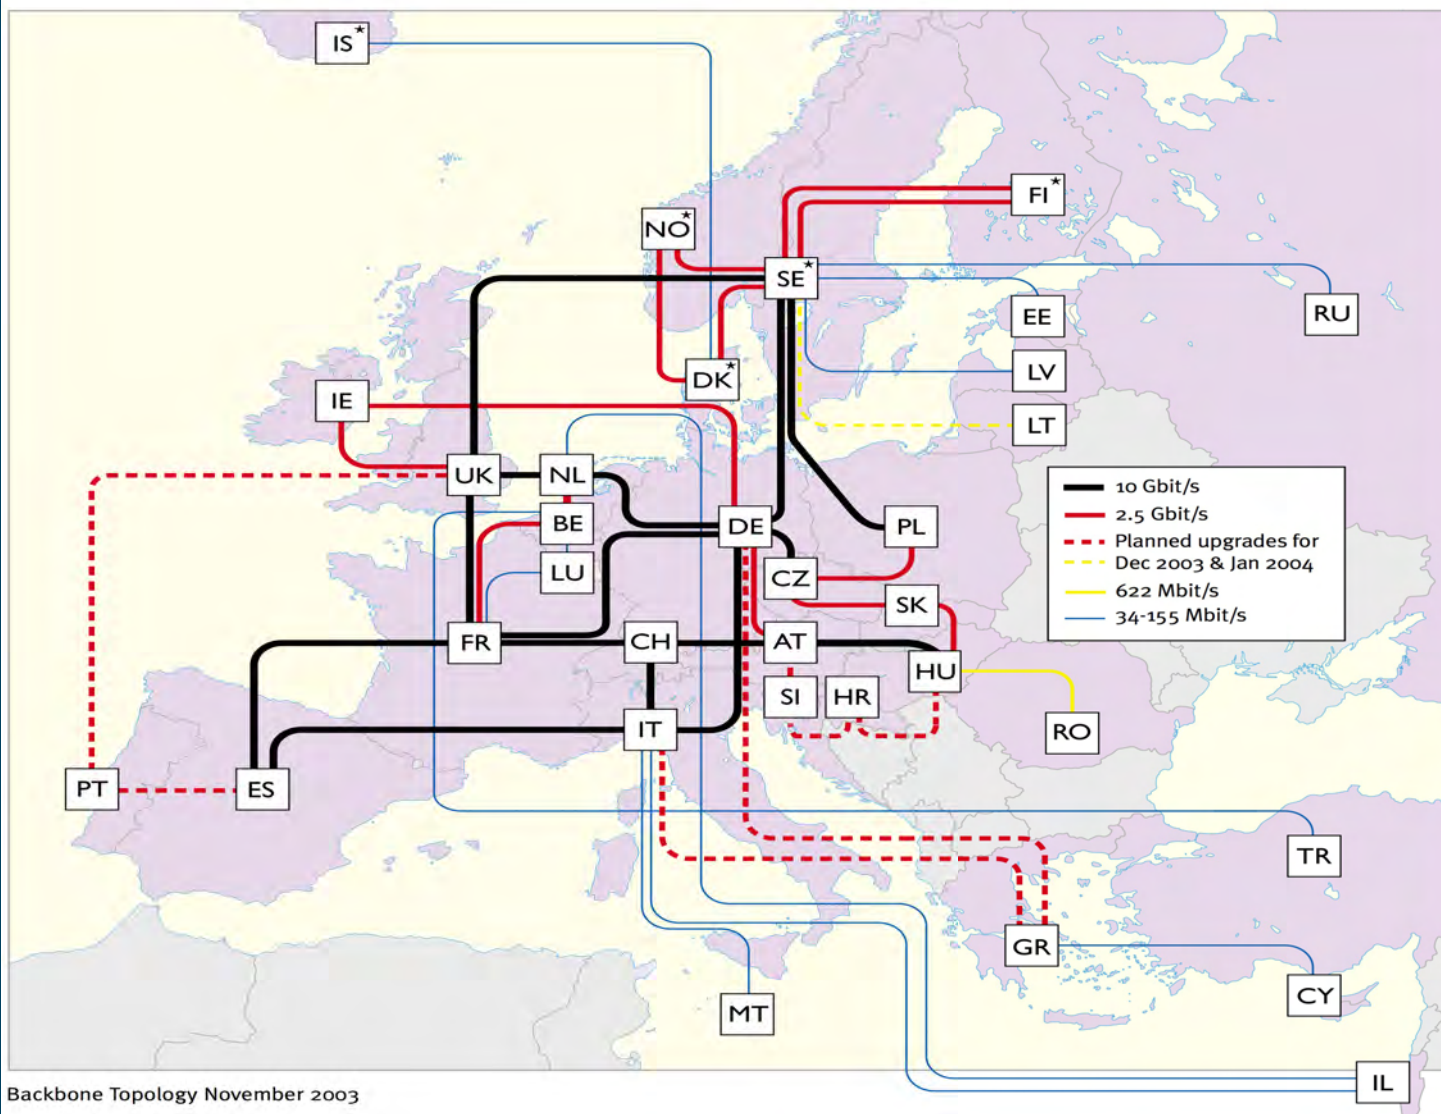 IS*
FI*
NO*
SE*
EE
RU
DK*
LV
IE
LT
UK
NL
10 Gbit/s
2.5 Gbit/s
BE
DE
PL
Planned upgrades for
Dec 2003 & Jan 2004
LU
CZ
622 Mbit/s
SK
34-155 Mbit/s
FR
CH
AT
HU
SI
HR
IT
RO
PT
ES
TR
GR
CY
MT
IL
Backbone Topology November 2003